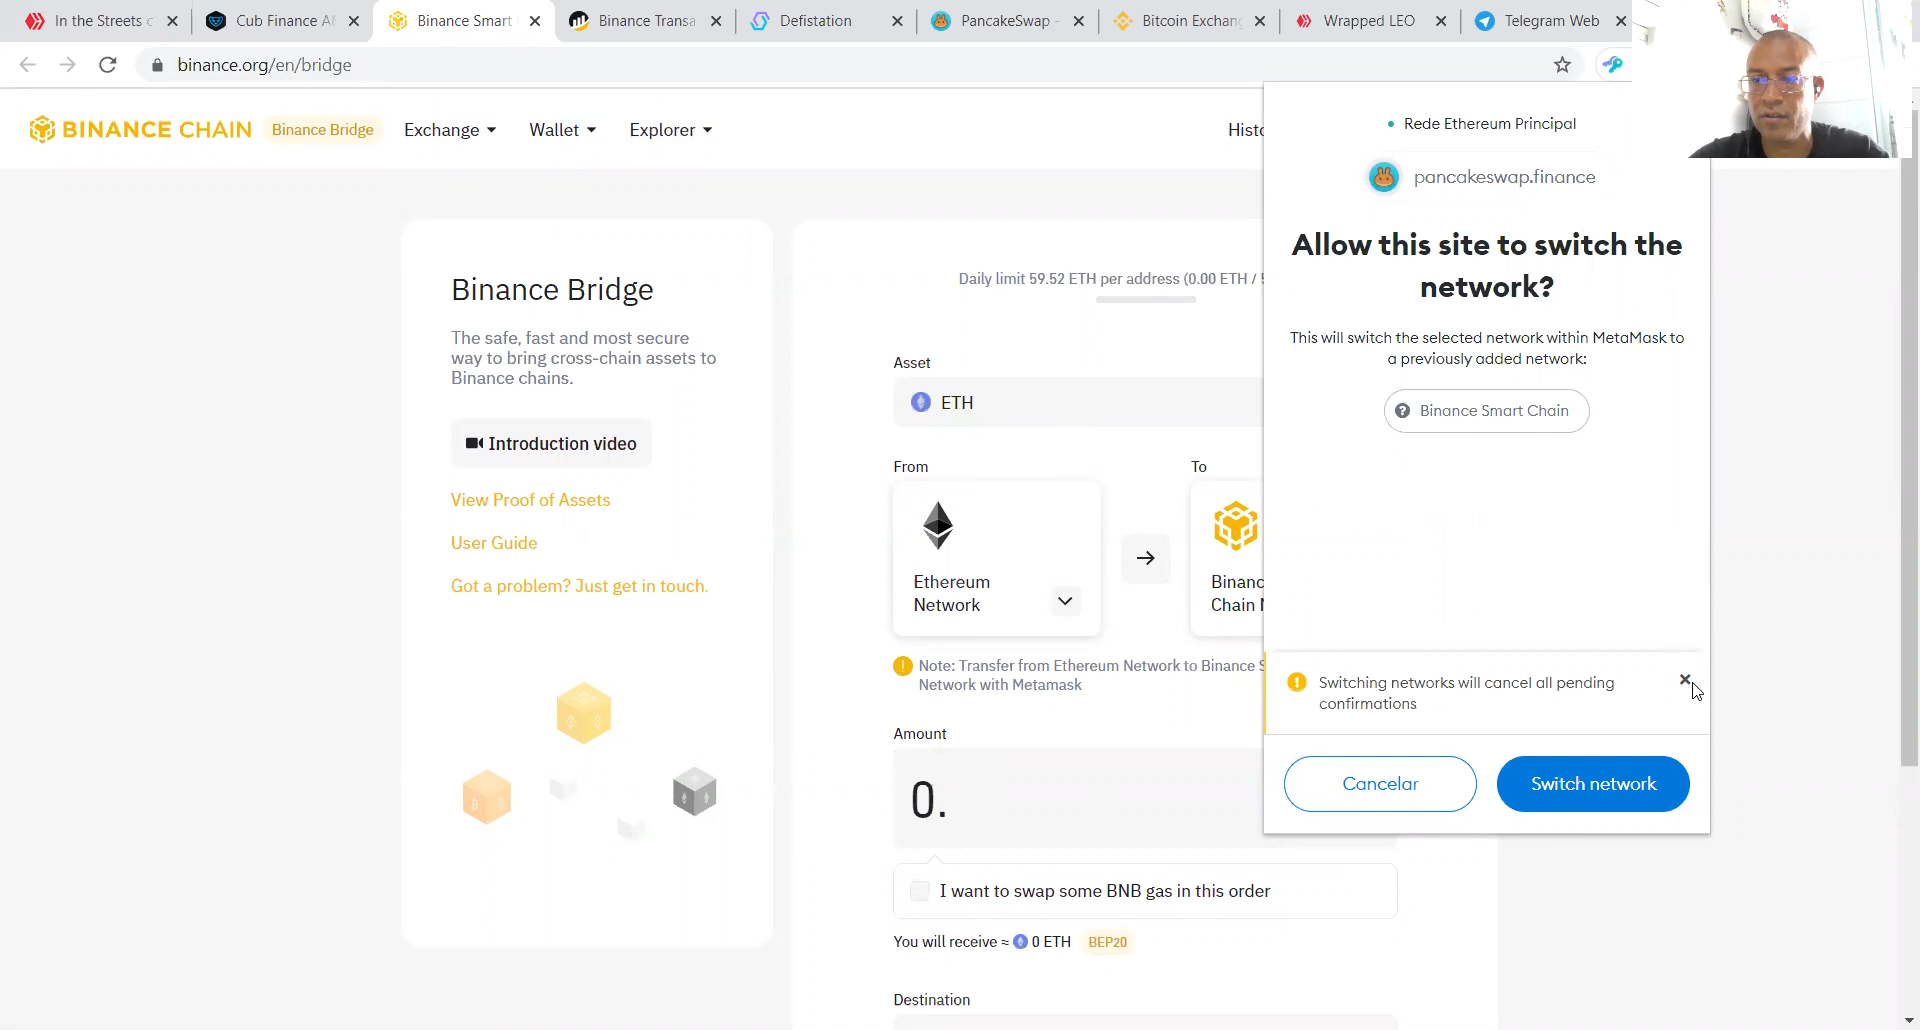 In the Streets c
Cub Finance A
Binance Smart
Binance Transa
Defistation
PancakeSwap -
Bitcoin Exchang
Wrapped LEO
Telegram Web
binance.org/en/bridge
BINANCE CHAIN
Binance Bridge
Exchange
Wallet
Explorer
Histo
Binance Bridge
The safe, fast and most secure
way to bring cross-chain assets to
Binance chains.
Introduction video
View Proof of Assets
User Guide
Got a problem? Just get in touch.
Daily limit 59.52 ETH per address (0.00 ETH / 5
Asset
ETH
From
To
Ethereum
Network
Binanc
Chain N
Note: Transfer from Ethereum Network to Binance S
Network with Metamask
Amount
0.
I want to swap some BNB gas in this order
You will receive ≈ 0 ETH BEP20
Destination
Rede Ethereum Principal
pancakeswap.finance
Allow this site to switch the
network?
This will switch the selected network within MetaMask to
a previously added network:
Binance Smart Chain
Switching networks will cancel all pending
confirmations
Cancelar
Switch network